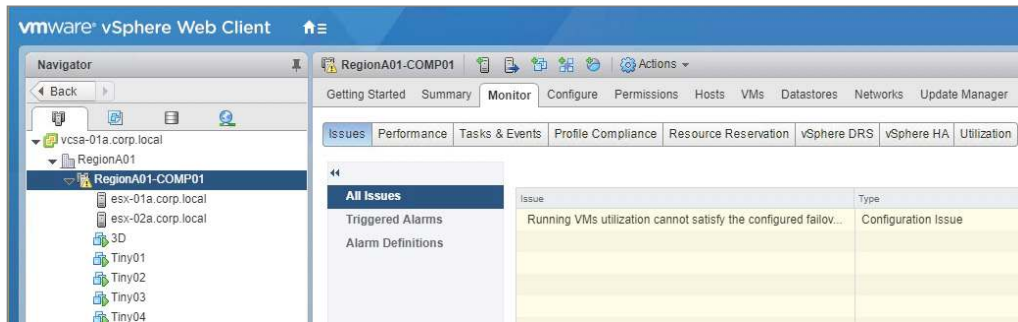 vmware® vSphere Web Client
Navigator
Back
vcsa-01a.corp.local
RegionA01
RegionA01-COMP01
esx-01a.corp.local
esx-02a.corp.local
3D
Tiny01
Tiny02
Tiny03
Tiny04
RegionA01-COMP01 Actions
Getting Started Summary Monitor Configure Permissions Hosts VMs Datastores Networks Update Manager
Issues Performance Tasks & Events Profile Compliance Resource Reservation vSphere DRS vSphere HA Utilization
All Issues
Triggered Alarms
Alarm Definitions
Issue Type
Running VMs utilization cannot satisfy the configured failov... Configuration Issue